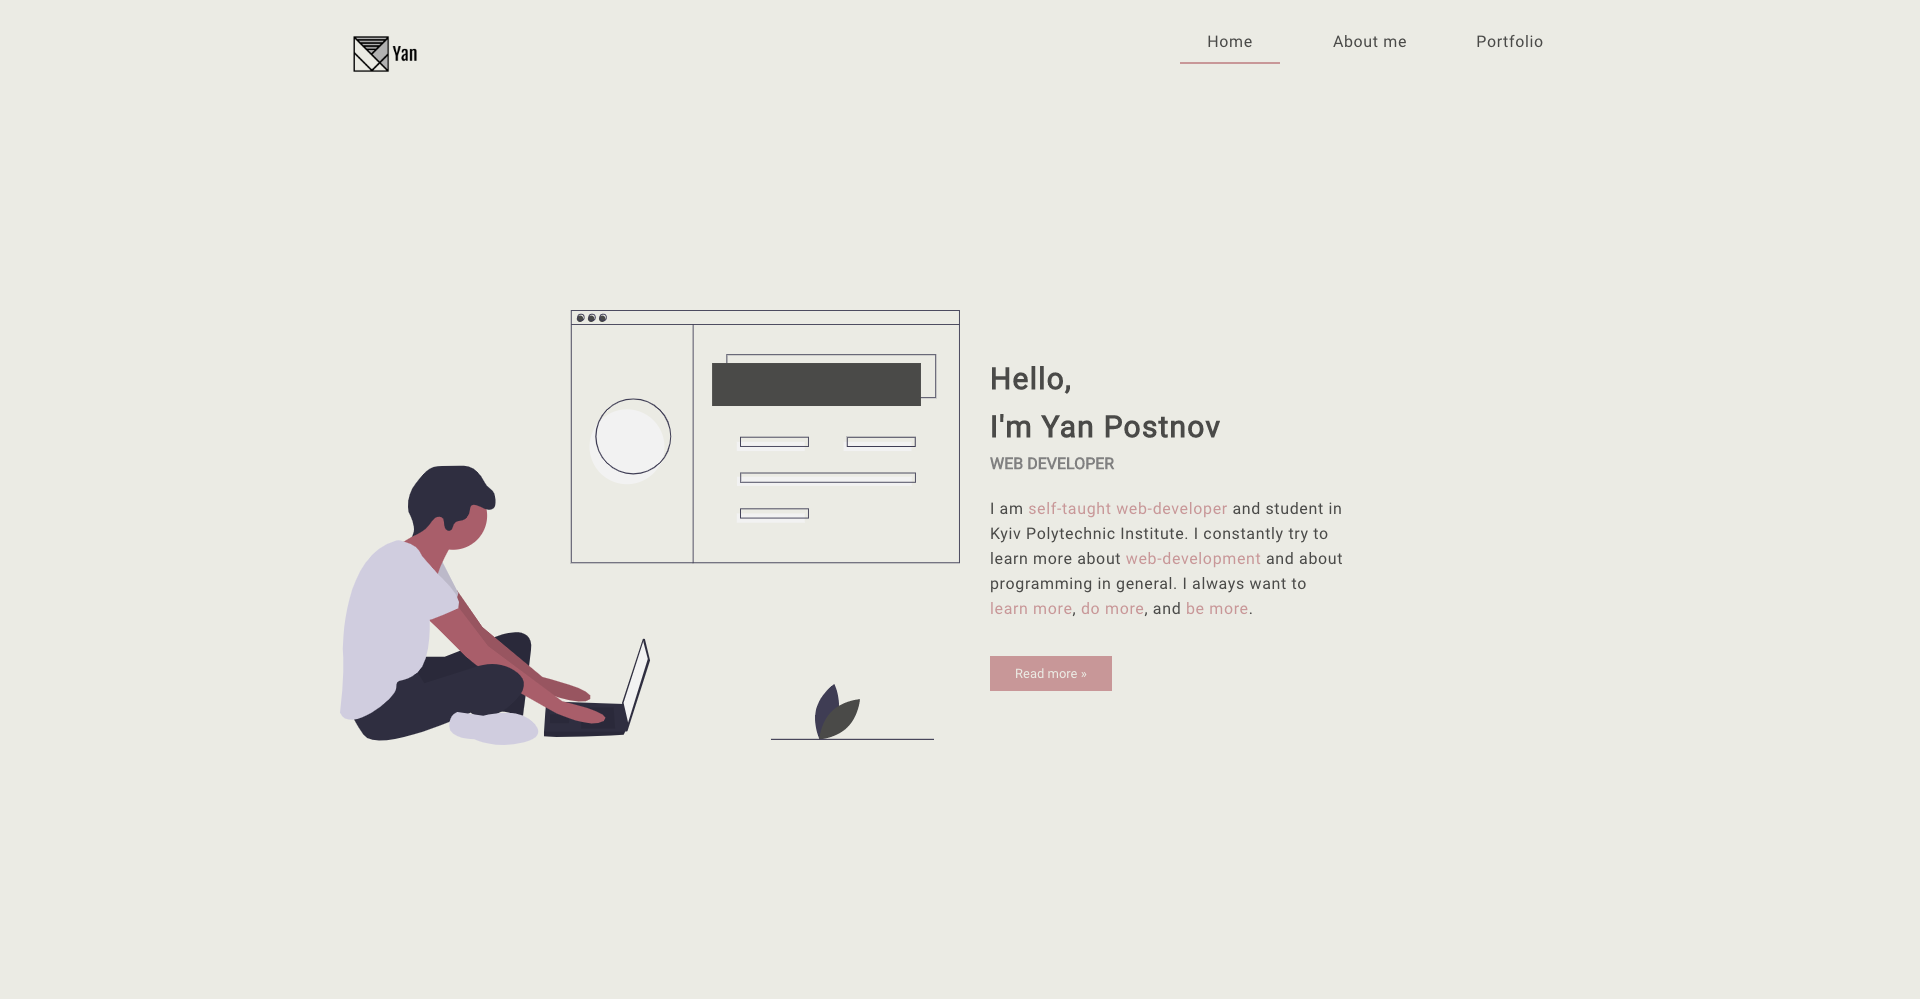 Yan
Home
About me
Portfolio
Hello,
I'm Yan Postnov
WEB DEVELOPER
I am self-taught web-developer and student in
Kyiv Polytechnic Institute. I constantly try to
learn more about web-development and about
programming in general. I always want to
learn more, do more, and be more.
Read more »